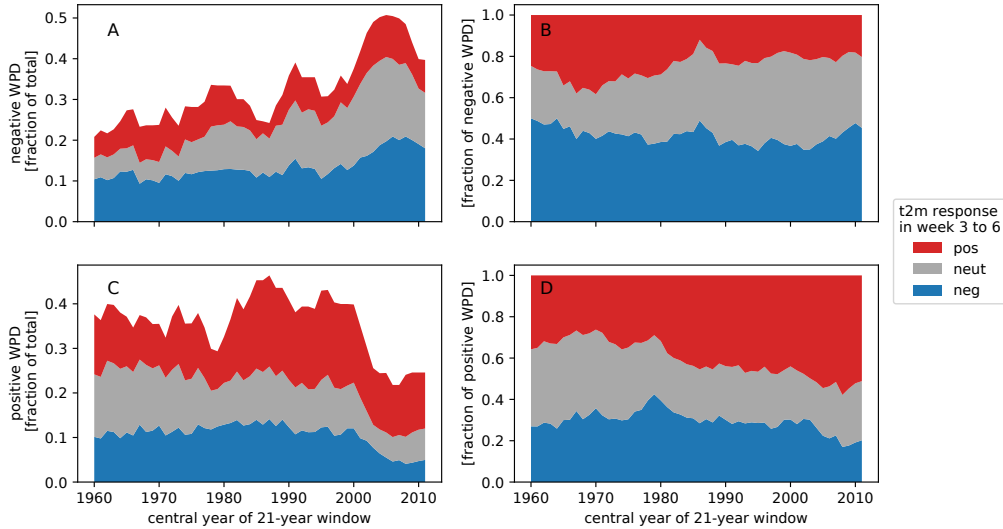 A
negative WPD
[fraction of total]
0.5
0.4
0.3
0.2
0.1
0.0
B
[fraction of negative WPD]
1.0
0.8
0.6
0.4
0.2
0.0
t2m response
in week 3 to 6
pos
neut
neg
C
positive WPD
[fraction of total]
0.4
0.3
0.2
0.1
0.0
1960 1970 1980 1990 2000 2010
central year of 21-year window
D
[fraction of positive WPD]
1.0
0.8
0.6
0.4
0.2
0.0
1960 1970 1980 1990 2000 2010
central year of 21-year window